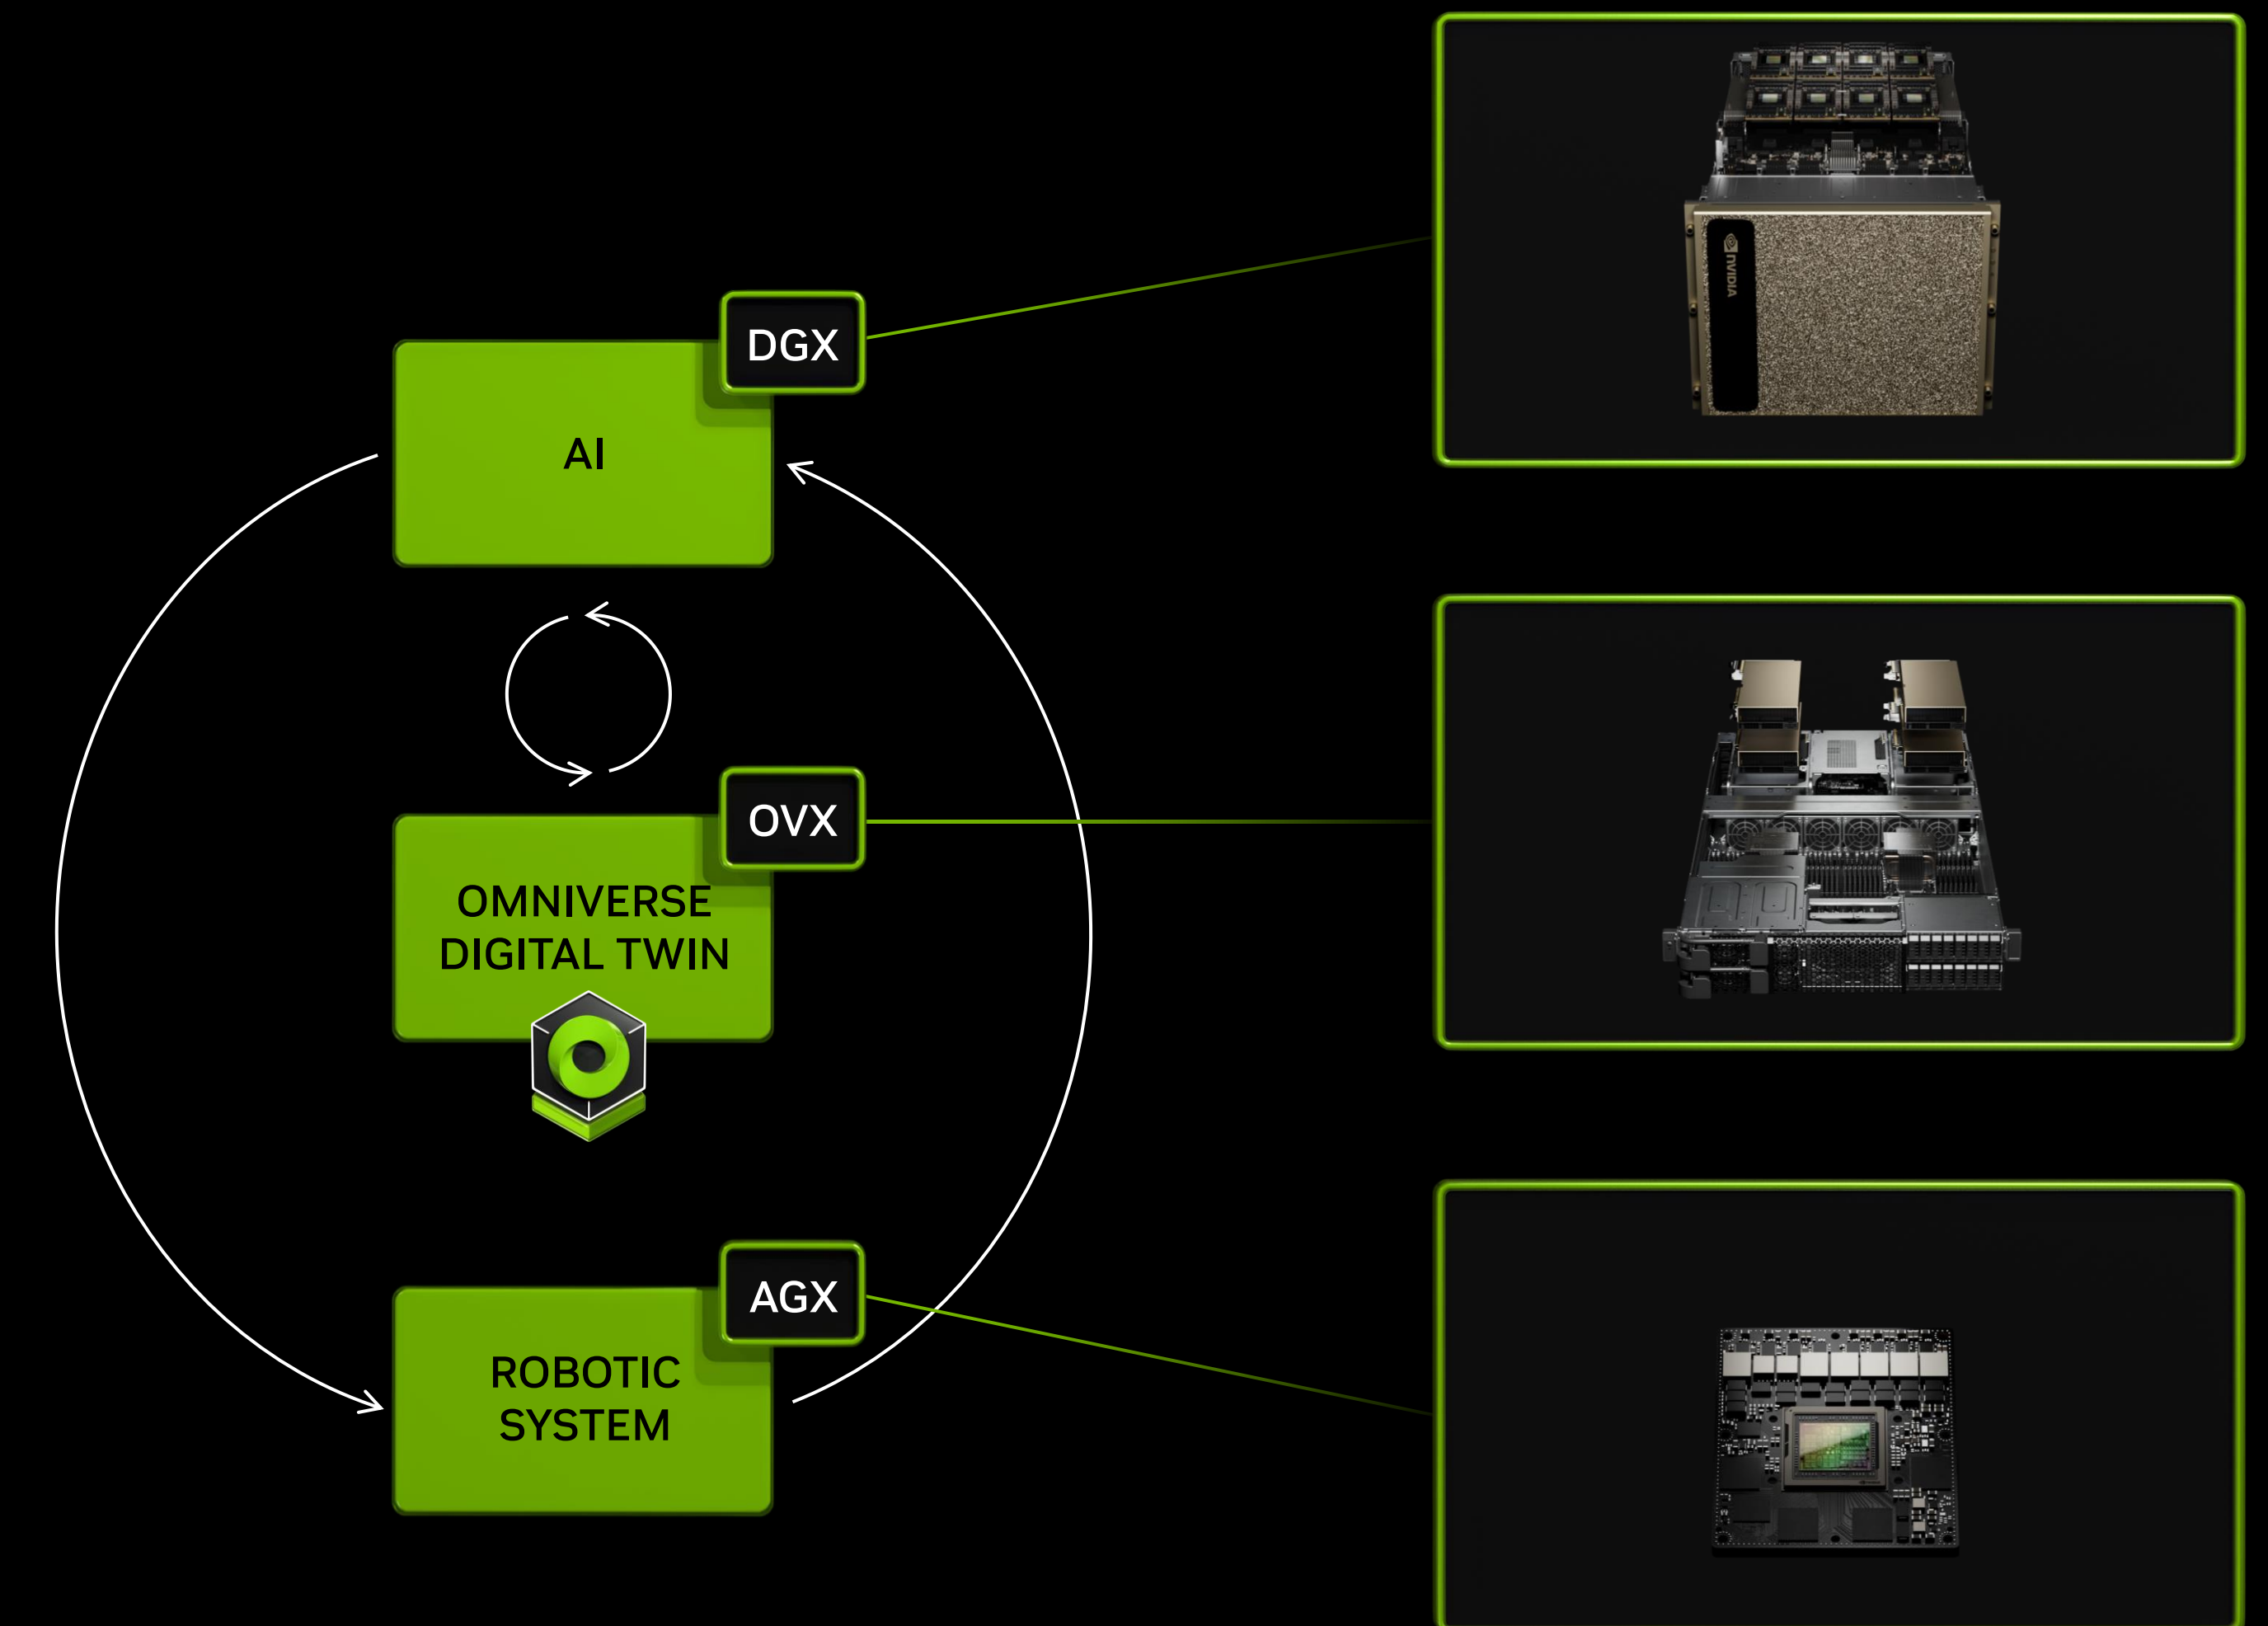 DGX
AI
OVX
OMNIVERSE
DIGITAL TWIN
AGX
ROBOTIC
SYSTEM
NVIDIA